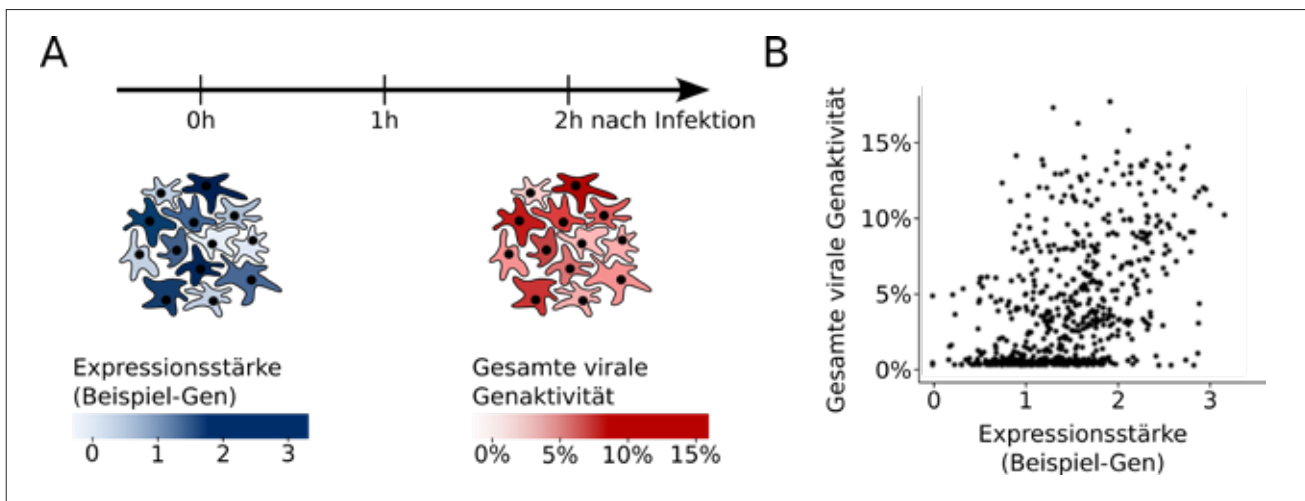 A
0h
1h
2h nach Infektion
Expressionsstärke
(Beispiel-Gen)
0
1
2
3
Gesamte virale
Genaktivität
0%
5%
10%
15%
B
Gesamte virale Genaktivität
15%
10%
5%
0%
0
1
2
3
Expressionsstärke
(Beispiel-Gen)